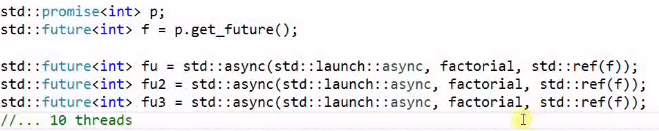 std::promise<int> p;
std::future<int> f = p.get_future();
std::future<int> fu = std::async(std::launch::async, factorial, std::ref(f));
std::future<int> fu2 = std::async(std::launch::async, factorial, std::ref(f));
std::future<int> fu3 = std::async(std::launch::async, factorial, std::ref(f));
//... 10 threads